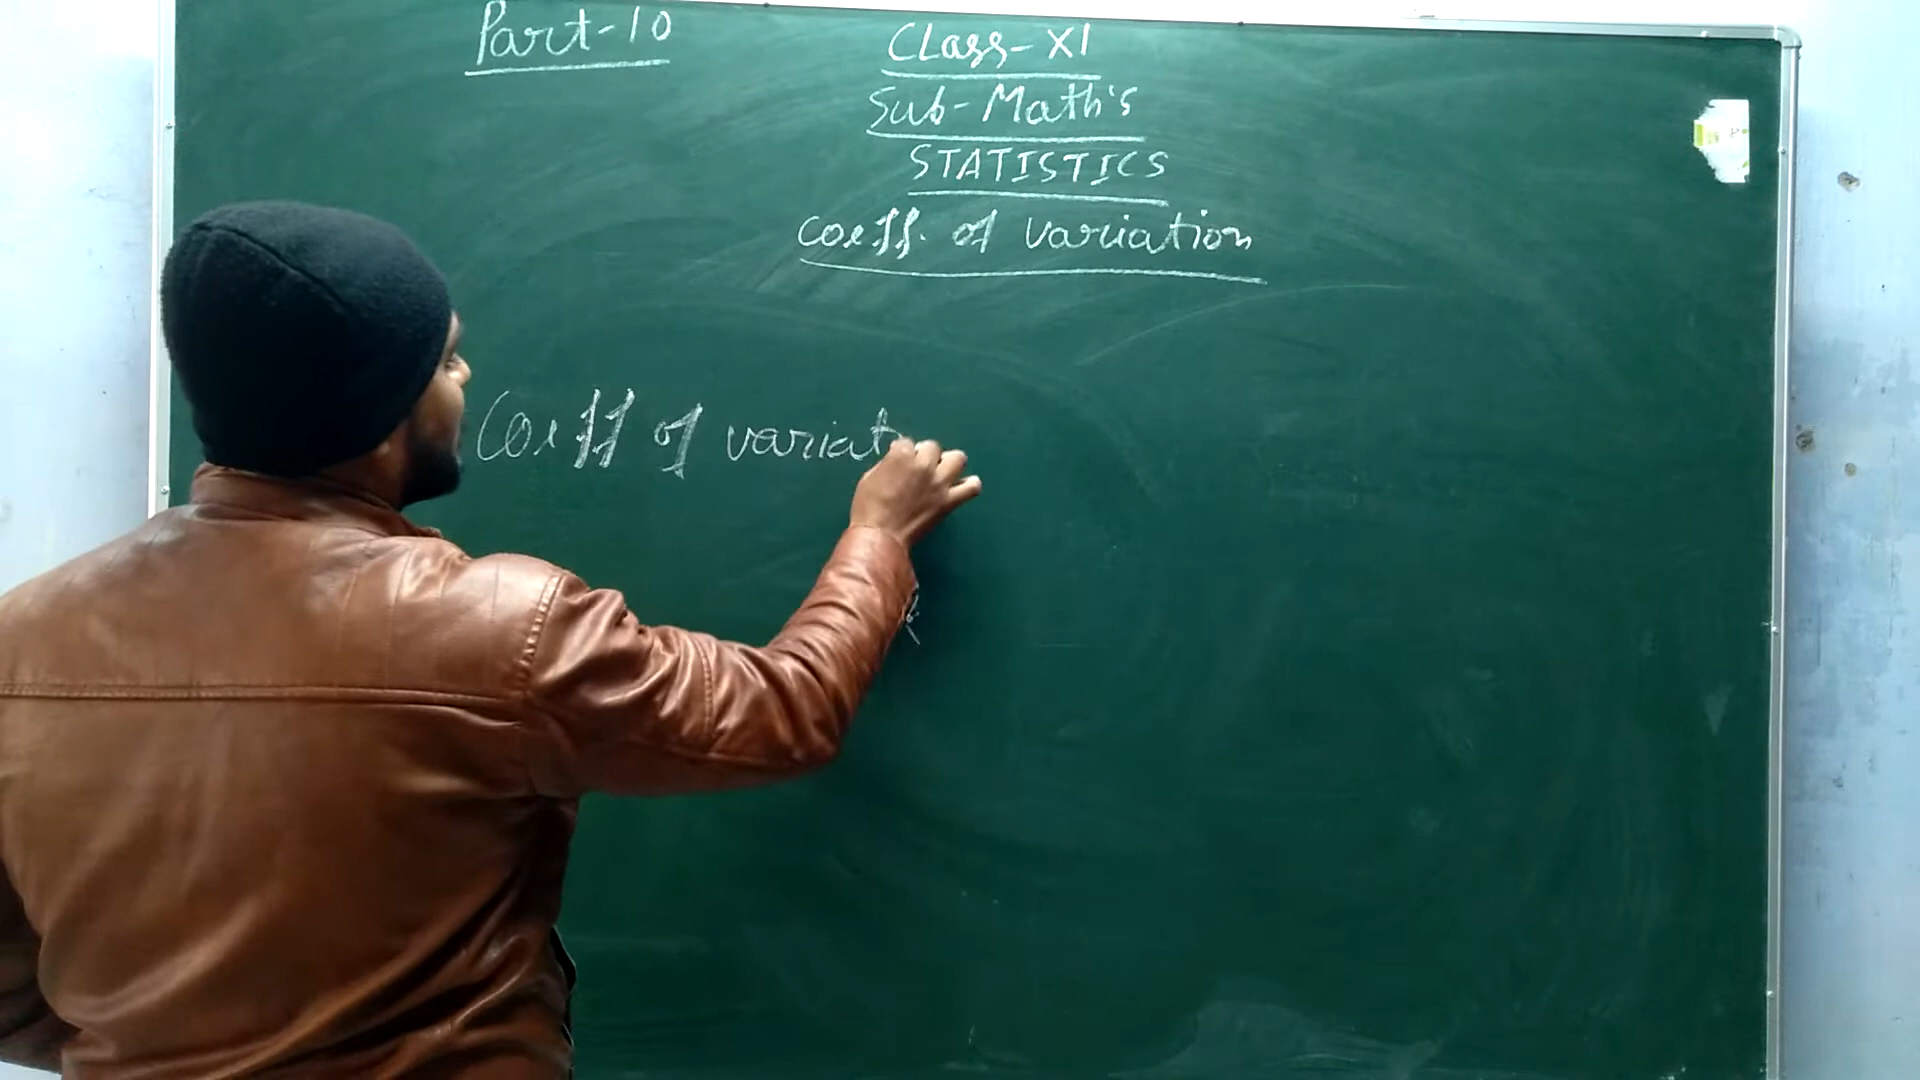 Part-10
Class-XI
Sub-Math's
STATISTICS
coeff. of variation
Coeff of variat